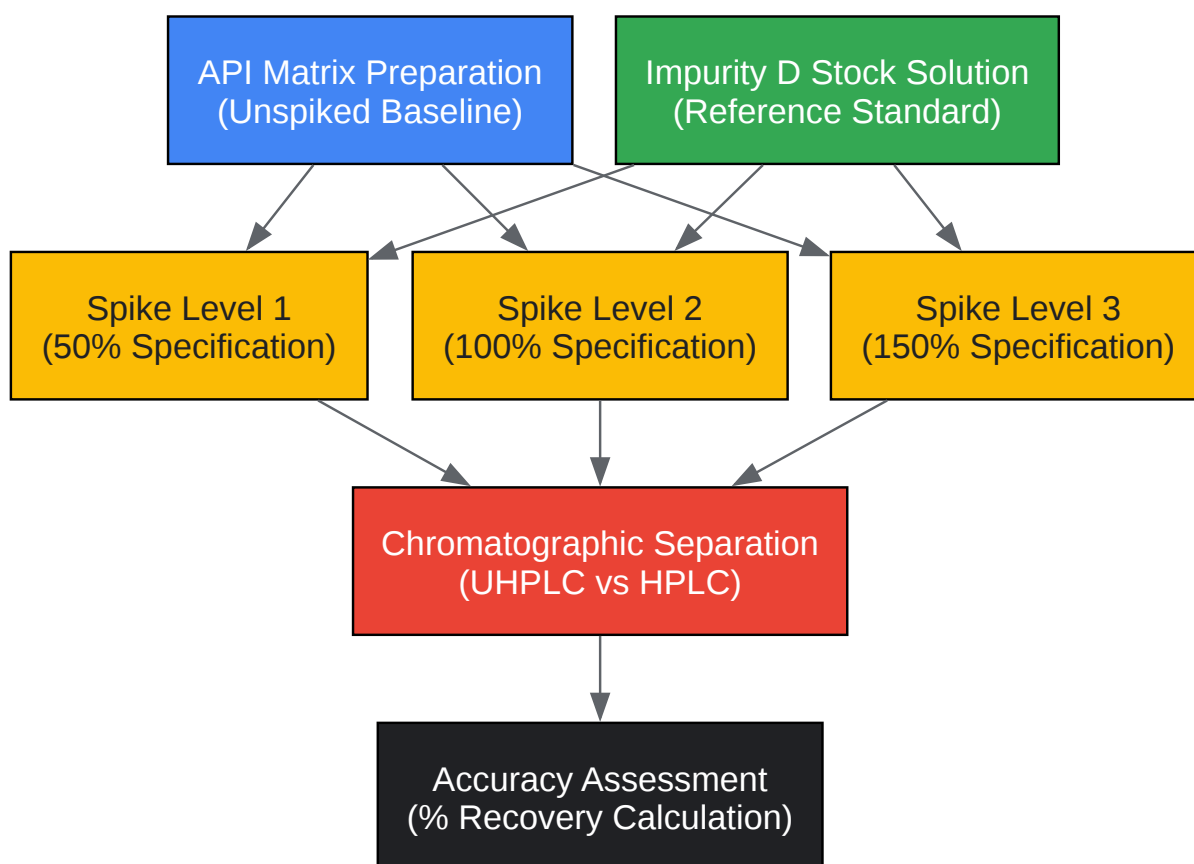 API Matrix Preparation
(Unspiked Baseline)
Impurity D Stock Solution
(Reference Standard)
Spike Level 1
(50% Specification)
Spike Level 2
(100% Specification)
Spike Level 3
(150% Specification)
Chromatographic Separation
(UHPLC vs HPLC)
Accuracy Assessment
(% Recovery Calculation)